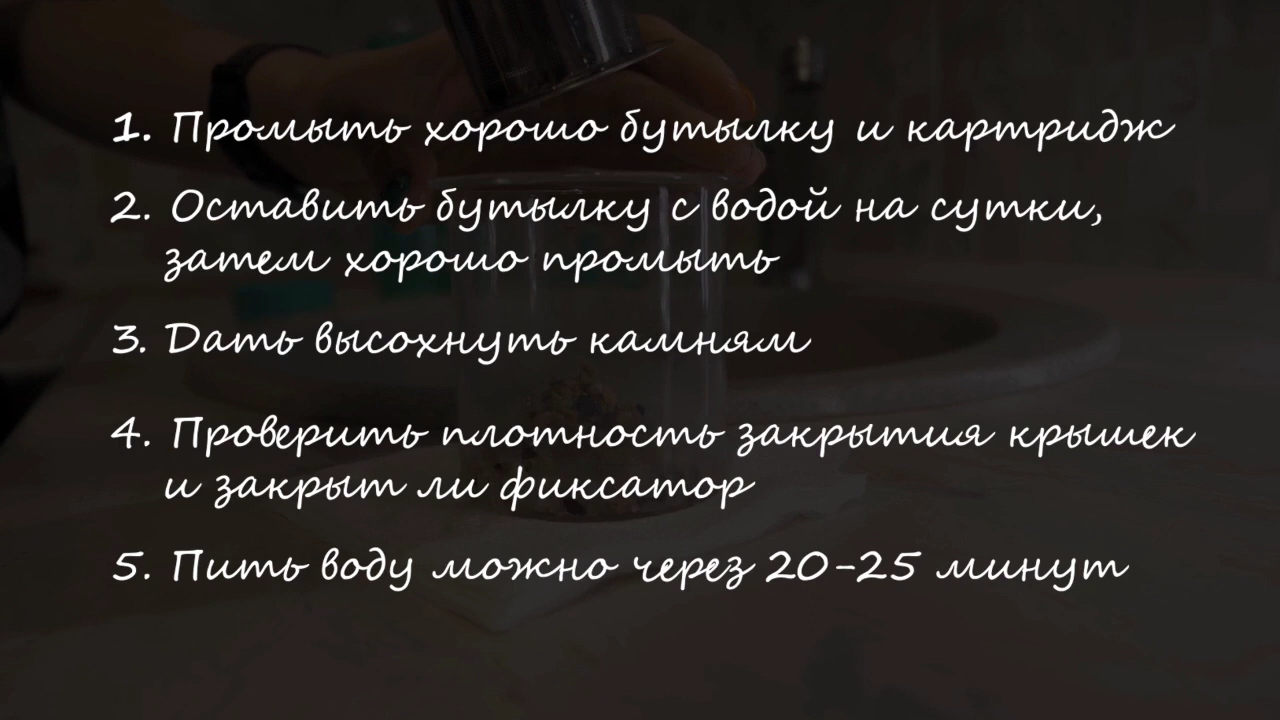 1. Промыть хорошо бутылку и картридж
2. Оставить бутылку с водой на сутки,
затем хорошо промыть
3. Дать высохнуть камням
4. Проверить плотность закрытия крышек
и закрыт ли фиксатор
5. Пить воду можно через 20-25 минут